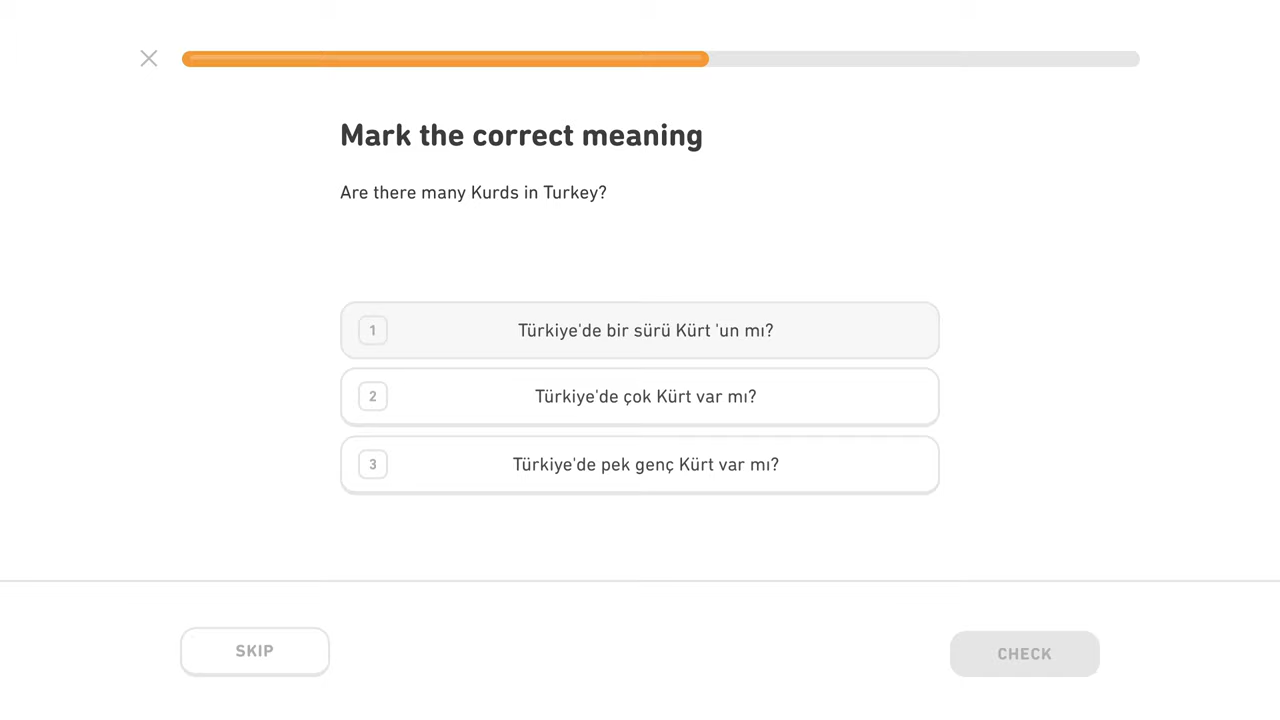 Mark the correct meaning
Are there many Kurds in Turkey?
1 Türkiye'de bir sürü Kürt 'un mı?
2 Türkiye'de çok Kürt var mı?
3 Türkiye'de pek genç Kürt var mı?
SKIP
CHECK